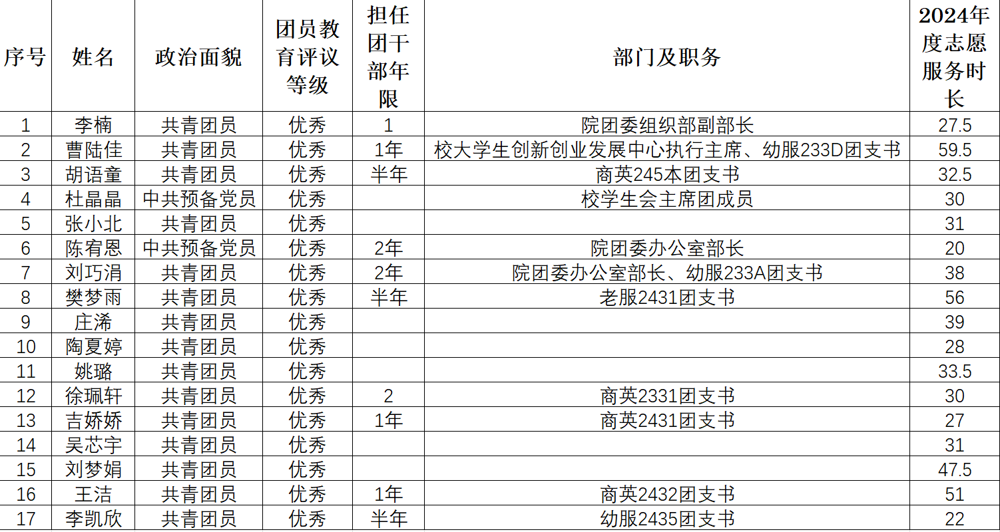 序号 姓名 政治面貌 团员教育评议等级 担任团干部年限 部门及职务 2024年度志愿服务时长
1 李楠 共青团员 优秀 1 院团委组织部副部长 27.5
2 曹陆佳 共青团员 优秀 1年 校大学生创新创业发展中心执行主席、幼服233D团支书 59.5
3 胡语童 共青团员 优秀 半年 商英245本团支书 32.5
4 杜晶晶 中共预备党员 优秀 校学生会主席团成员 30
5 张小北 共青团员 优秀 31
6 陈宥恩 中共预备党员 优秀 2年 院团委办公室部长 20
7 刘巧涓 共青团员 优秀 2年 院团委办公室部长、幼服233A团支书 38
8 樊梦雨 共青团员 优秀 半年 老服2431团支书 56
9 庄浠 共青团员 优秀 39
10 陶夏婷 共青团员 优秀 28
11 姚璐 共青团员 优秀 33.5
12 徐珮轩 共青团员 优秀 2 商英2331团支书 30
13 吉娇娇 共青团员 优秀 1年 商英2431团支书 27
14 吴芯宇 共青团员 优秀 31
15 刘梦娟 共青团员 优秀 47.5
16 王洁 共青团员 优秀 1年 商英2432团支书 51
17 李凯欣 共青团员 优秀 半年 幼服2435团支书 22